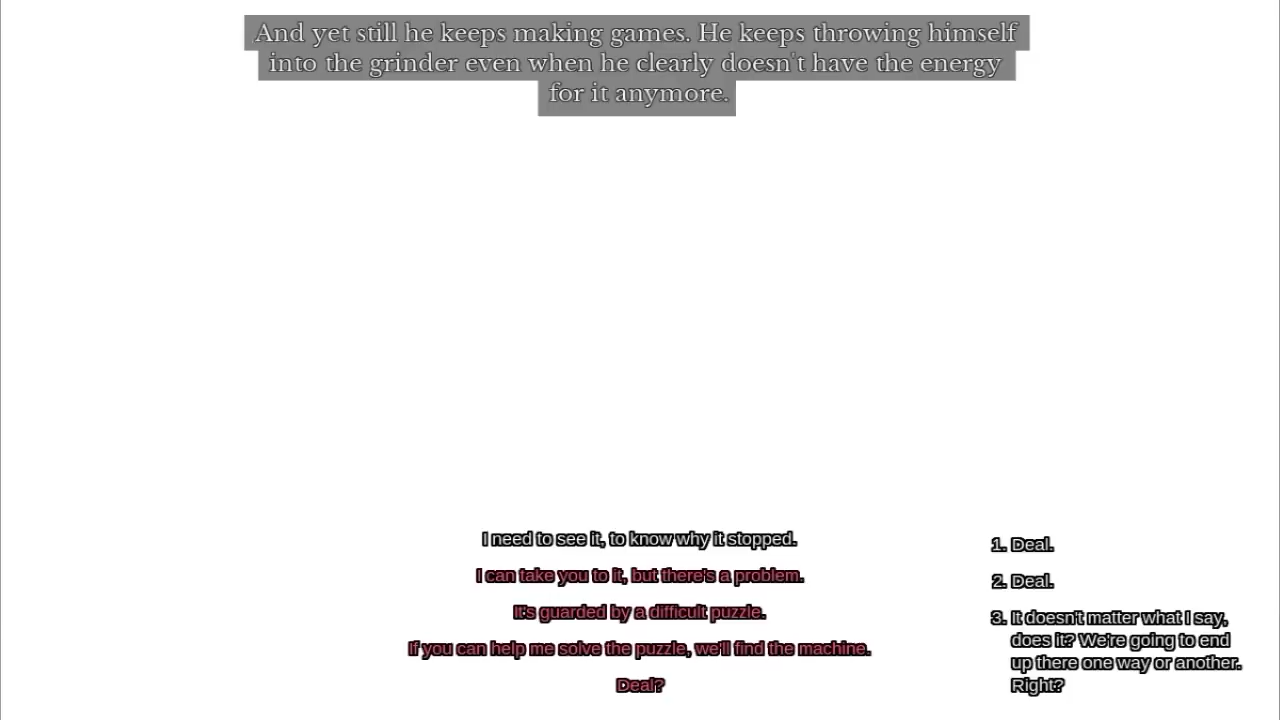 And yet still he keeps making games. He keeps throwing himself
into the grinder even when he clearly doesn't have the energy
for it anymore.
I need to see it, to know why it stopped.
I can take you to it, but there's a problem.
It's guarded by a difficult puzzle.
If you can help me solve the puzzle, we'll find the machine.
Deal?
1. Deal.
2. Deal.
3. It doesn't matter what I say,
does it? We're going to end
up there one way or another.
Right?